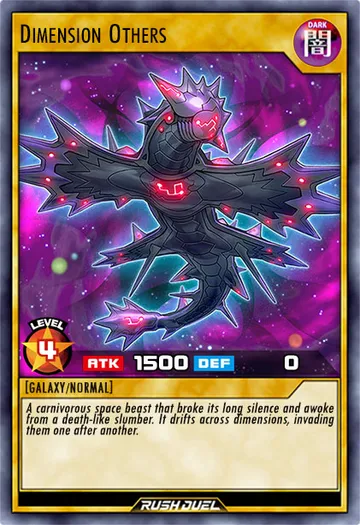 DIMENSION OTHERS
DARK
闇
LEVEL
4
ATK 1500 DEF 0
[GALAXY/NORMAL]
A carnivorous space beast that broke its long silence and awoke
from a death-like slumber. It drifts across dimensions, invading
them one after another.
RUSH DUEL